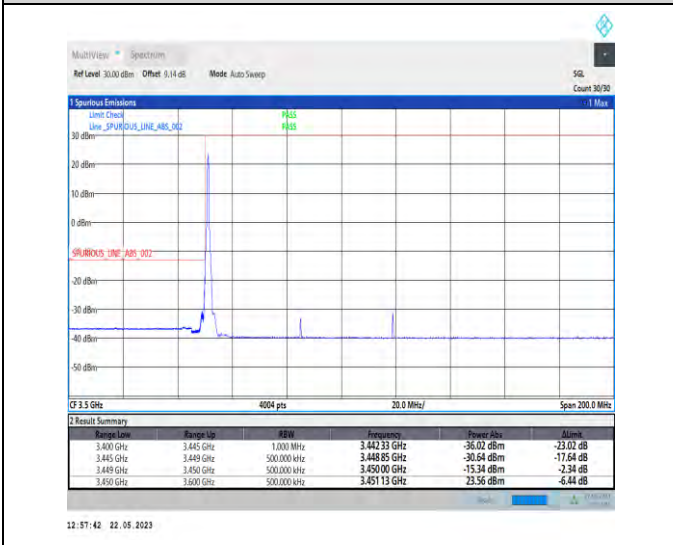 MultiView Spectrum
Ref Level 30.00 dBm Offset 9.14 dB Mode Auto Sweep SGL
Count 30/30
1 Spurious Emissions 1 Max
Limit Check PASS
Line _SPURIOUS_LINE_ABS_002 PASS
30 dBm
20 dBm
10 dBm
0 dBm
SPURIOUS_LINE_ABS_002
-20 dBm
-30 dBm
-40 dBm
-50 dBm
CF 3.5 GHz 4004 pts 20.0 MHz/ Span 200.0 MHz
2 Result Summary
Range Low Range Up RBW Frequency Power Abs ΔLimit
3.400 GHz 3.445 GHz 1.000 MHz 3.442 33 GHz -36.02 dBm -23.02 dB
3.445 GHz 3.449 GHz 500.000 kHz 3.448 85 GHz -30.64 dBm -17.64 dB
3.449 GHz 3.450 GHz 500.000 kHz 3.450 00 GHz -15.34 dBm -2.34 dB
3.450 GHz 3.600 GHz 500.000 kHz 3.451 13 GHz 23.56 dBm -6.44 dB
12:57:42 22.05.2023